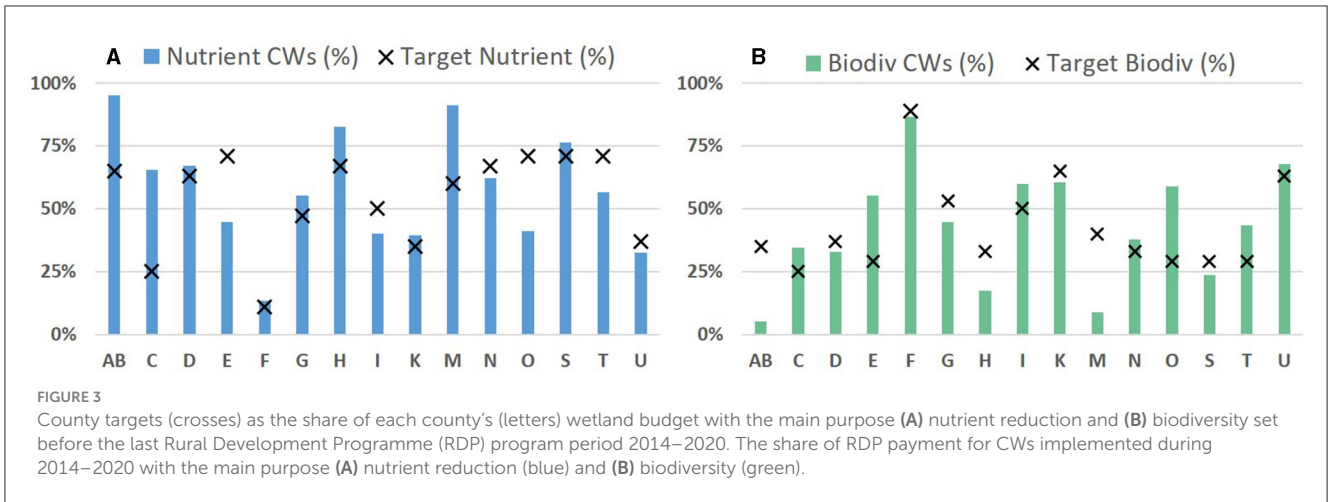 A Nutrient CWs (%) × Target Nutrient (%)
100%
75%
50%
25%
0%
AB C D E F G H I K M N O S T U
B Biodiv CWs (%) × Target Biodiv (%)
100%
75%
50%
25%
0%
AB C D E F G H I K M N O S T U
FIGURE 3
County targets (crosses) as the share of each county's (letters) wetland budget with the main purpose (A) nutrient reduction and (B) biodiversity set
before the last Rural Development Programme (RDP) program period 2014–2020. The share of RDP payment for CWs implemented during
2014–2020 with the main purpose (A) nutrient reduction (blue) and (B) biodiversity (green).